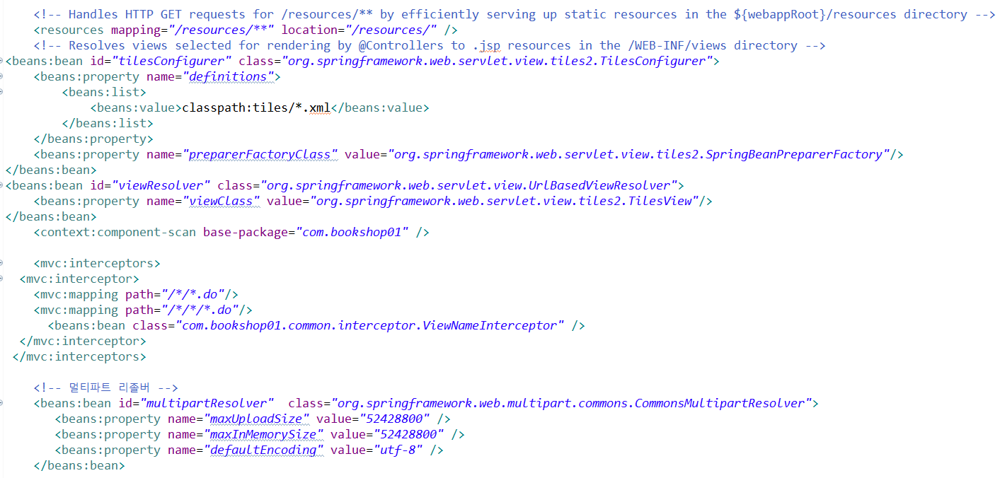 <!-- Handles HTTP GET requests for /resources/** by efficiently serving up static resources in the ${webappRoot}/resources directory -->
<resources mapping="/resources/**" location="/resources/" />
<!-- Resolves views selected for rendering by @Controllers to .jsp resources in the /WEB-INF/views directory -->
<beans:bean id="tilesConfigurer" class="org.springframework.web.servlet.view.tiles2.TilesConfigurer">
<beans:property name="definitions">
<beans:list>
<beans:value>classpath:tiles/*.xml</beans:value>
</beans:list>
</beans:property>
<beans:property name="preparerFactoryClass" value="org.springframework.web.servlet.view.tiles2.SpringBeanPreparerFactory"/>
</beans:bean>
<beans:bean id="viewResolver" class="org.springframework.web.servlet.view.UrlBasedViewResolver">
<beans:property name="viewClass" value="org.springframework.web.servlet.view.tiles2.TilesView"/>
</beans:bean>
<context:component-scan base-package="com.bookshop01" />
<mvc:interceptors>
<mvc:interceptor>
<mvc:mapping path="/*/*.do"/>
<mvc:mapping path="/*/*/*.do"/>
<beans:bean class="com.bookshop01.common.interceptor.ViewNameInterceptor" />
</mvc:interceptor>
</mvc:interceptors>
<!-- 멀티파트 리졸버 -->
<beans:bean id="multipartResolver"  class="org.springframework.web.multipart.commons.CommonsMultipartResolver">
<beans:property name="maxUploadSize" value="52428800" />
<beans:property name="maxInMemorySize" value="52428800" />
<beans:property name="defaultEncoding" value="utf-8" />
</beans:bean>